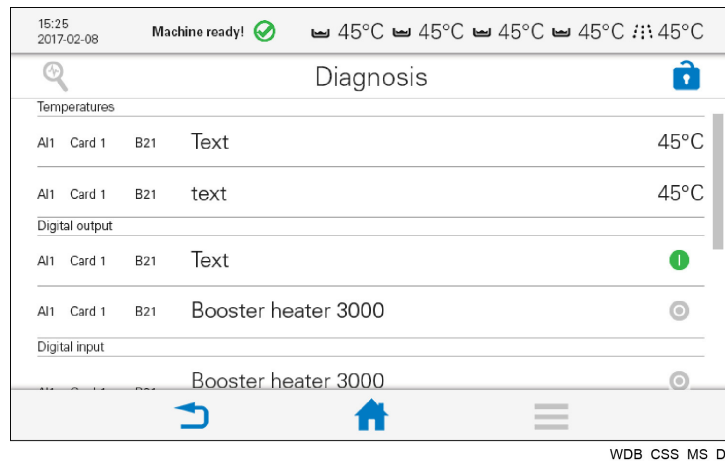 15:25
2017-02-08
Machine ready!
45°C 45°C 45°C 45°C 45°C
Diagnosis
Temperatures
AI1 Card 1 B21 Text 45°C
AI1 Card 1 B21 text 45°C
Digital output
AI1 Card 1 B21 Text
AI1 Card 1 B21 Booster heater 3000
Digital input
Booster heater 3000
WDB CSS MS D